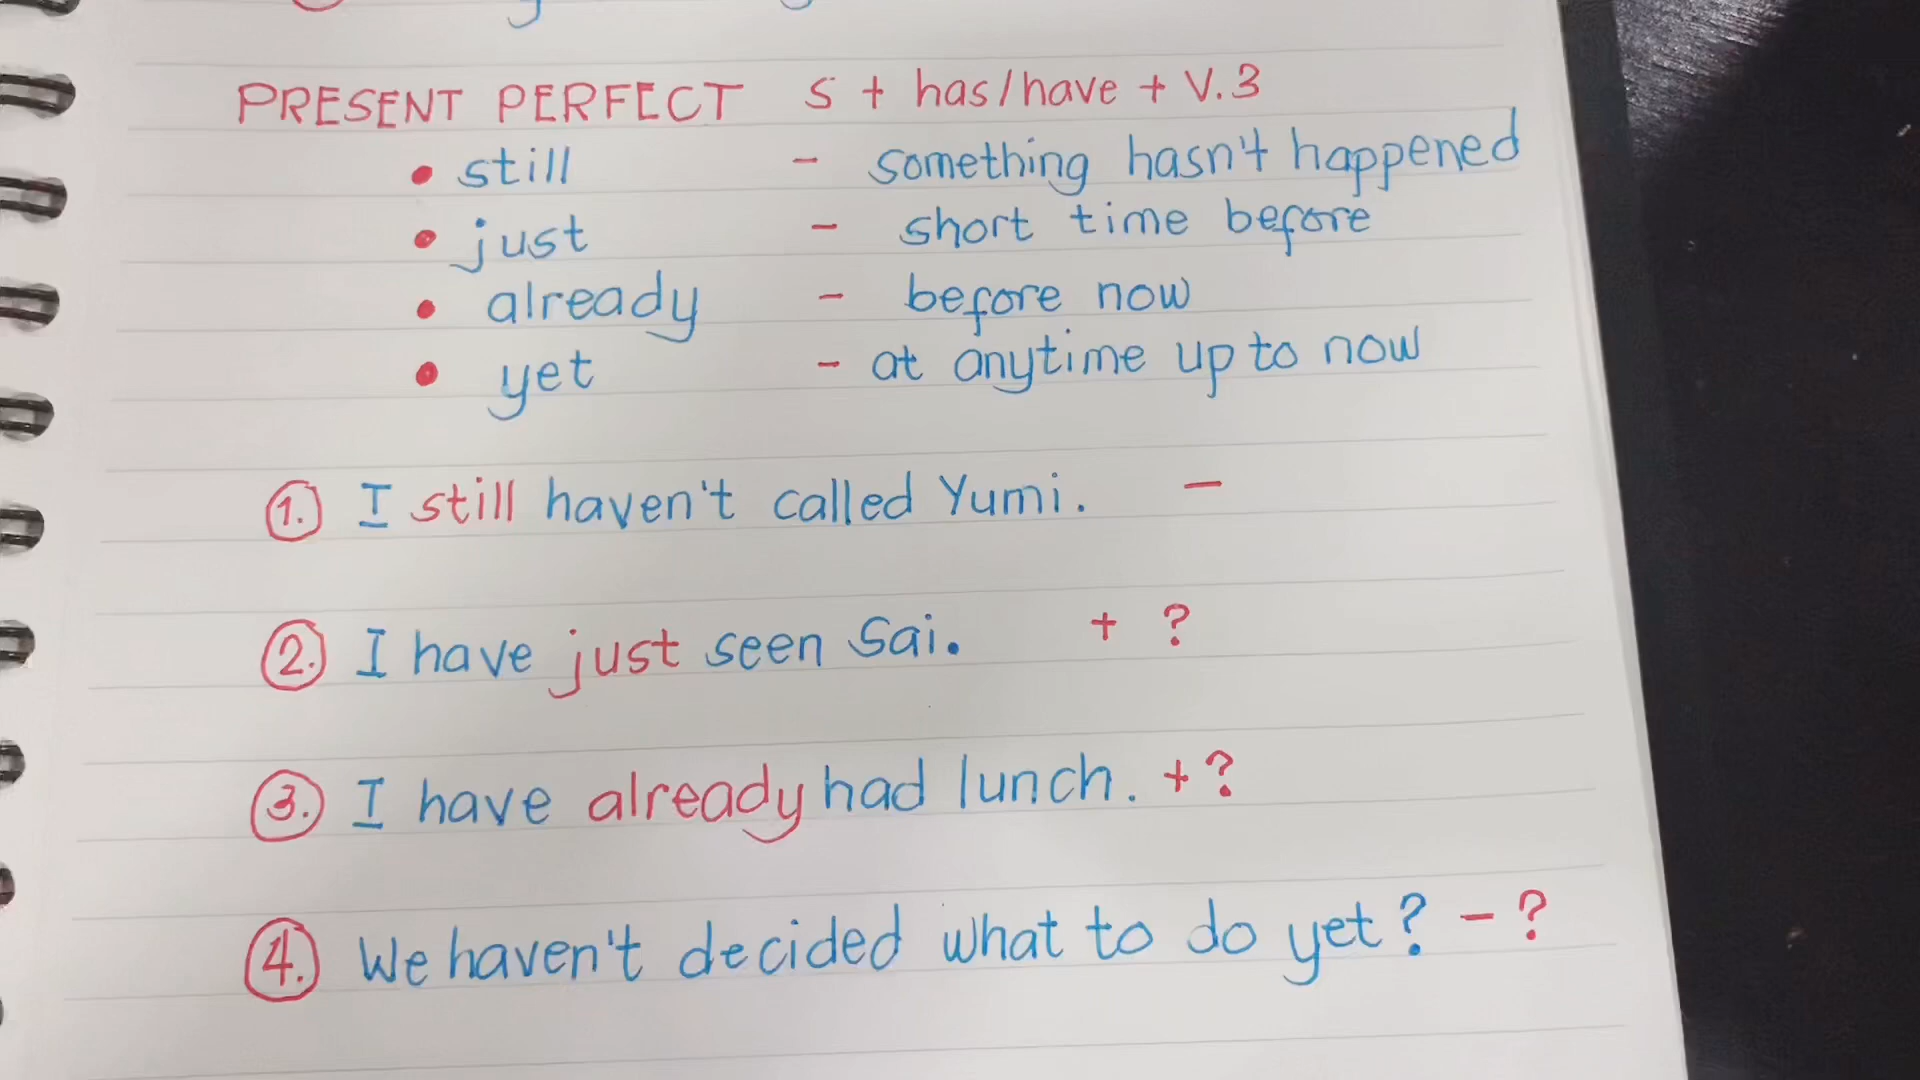 PRESENT PERFECT S + has/have + V.3
• still - something hasn't happened
• just - short time before
• already - before now
• yet - at anytime up to now
1. I still haven't called Yumi. -
2. I have just seen Sai. + ?
3. I have already had lunch. + ?
4. We haven't decided what to do yet? - ?